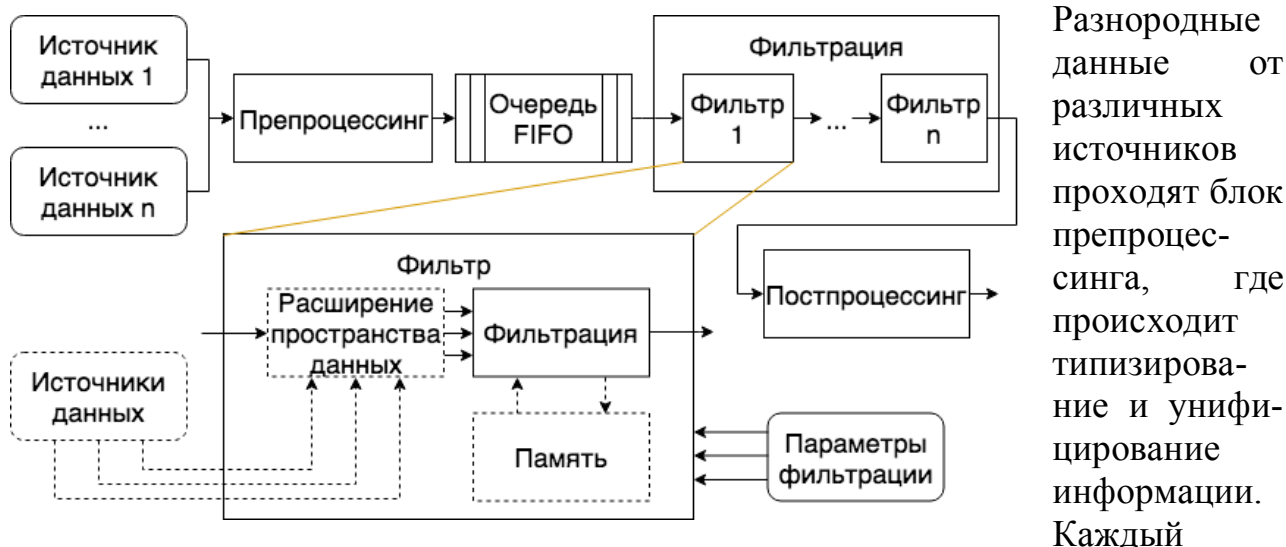 Источник
данных 1
...
Источник
данных n
Препроцессинг
Очередь
FIFO
Фильтрация
Фильтр
1
...
Фильтр
n
Постпроцессинг
Фильтр
Расширение
пространства
данных
Фильтрация
Память
Источники
данных
Параметры
фильтрации
Разнородные
данные от
различных
источников
проходят блок
препроцес-
синга, где
происходит
типизирова-
ние и унифи-
цирование
информации.
Каждый